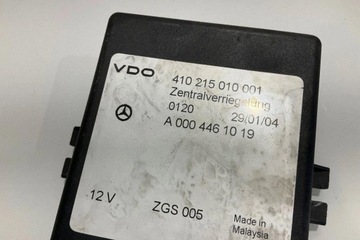 VDO
410 215 010 001
Zentralverriegelung
0120 29/01/04
A 000 446 10 19
12 V
ZGS 005
Made in
Malaysia